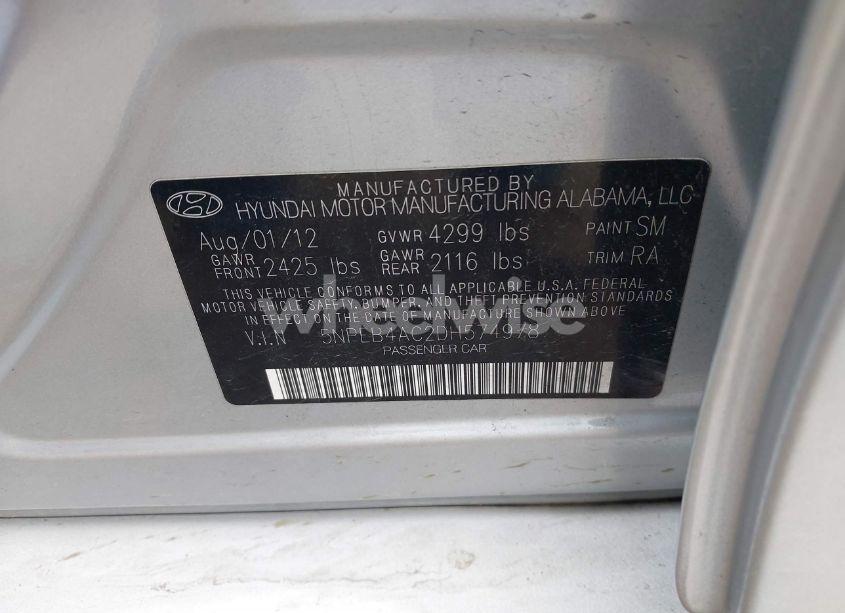 MANUFACTURED BY
HYUNDAI MOTOR MANUFACTURING ALABAMA, LLC
Aug/01/12 GVWR 4299 lbs PAINT SM
GAWR FRONT 2425 lbs GAWR REAR 2116 lbs TRIM RA
THIS VEHICLE CONFORMS TO ALL APPLICABLE U.S.A. FEDERAL
MOTOR VEHICLE SAFETY, BUMPER, AND THEFT PREVENTION STANDARDS
IN EFFECT ON THE DATE OF MANUFACTURE SHOWN ABOVE
V.I.N
PASSENGER CAR
wheelwise